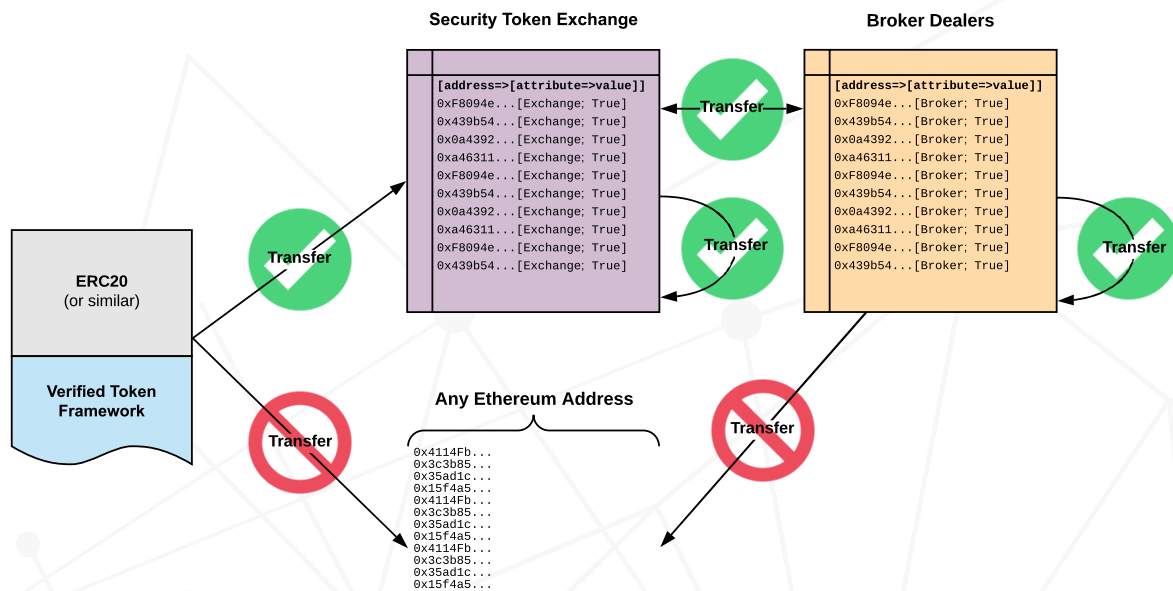 Security Token Exchange
Broker Dealers
[address=>[attribute=>value]]
0xF8094e...[Exchange; True]
0x439b54...[Exchange; True]
0x0a4392...[Exchange; True]
0xa46311...[Exchange; True]
0xF8094e...[Exchange; True]
0x439b54...[Exchange; True]
0x0a4392...[Exchange; True]
0xa46311...[Exchange; True]
0xF8094e...[Exchange; True]
0x439b54...[Exchange; True]
Transfer
Transfer
[address=>[attribute=>value]]
0xF8094e...[Broker; True]
0x439b54...[Broker; True]
0x0a4392...[Broker; True]
0xa46311...[Broker; True]
0xF8094e...[Broker; True]
0x439b54...[Broker; True]
0x0a4392...[Broker; True]
0xa46311...[Broker; True]
0xF8094e...[Broker; True]
0x439b54...[Broker; True]
Transfer
Transfer
ERC20
(or similar)
Verified Token
Framework
Transfer
Any Ethereum Address
0x4114Fb...
0x3c3b85...
0x35ad1c...
0x15f4a5...
0x4114Fb...
0x3c3b85...
0x35ad1c...
0x15f4a5...
0x4114Fb...
0x3c3b85...
0x35ad1c...
0x15f4a5...
Transfer